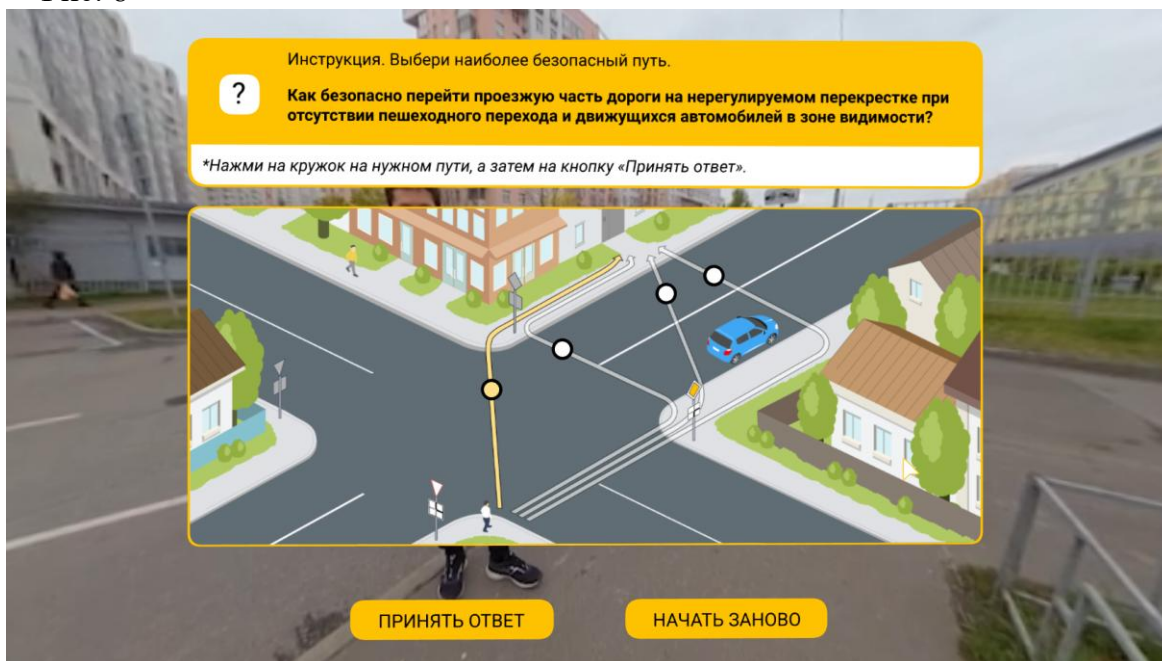 ?
Инструкция. Выбери наиболее безопасный путь.
Как безопасно перейти проезжую часть дороги на нерегулируемом перекрестке при
отсутствии пешеходного перехода и движущихся автомобилей в зоне видимости?
*Нажми на кружок на нужном пути, а затем на кнопку «Принять ответ».
ПРИНЯТЬ ОТВЕТ
НАЧАТЬ ЗАНОВО